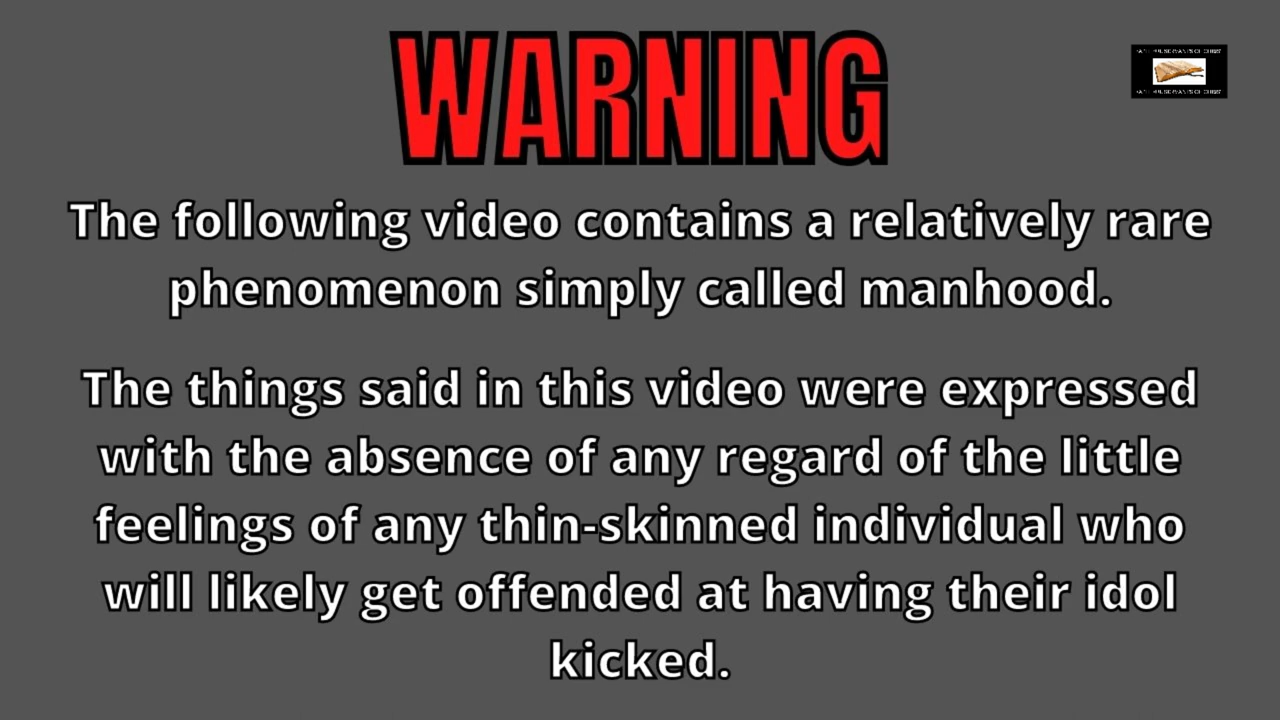 WARNING
The following video contains a relatively rare
phenomenon simply called manhood.
The things said in this video were expressed
with the absence of any regard of the little
feelings of any thin-skinned individual who
will likely get offended at having their idol
kicked.